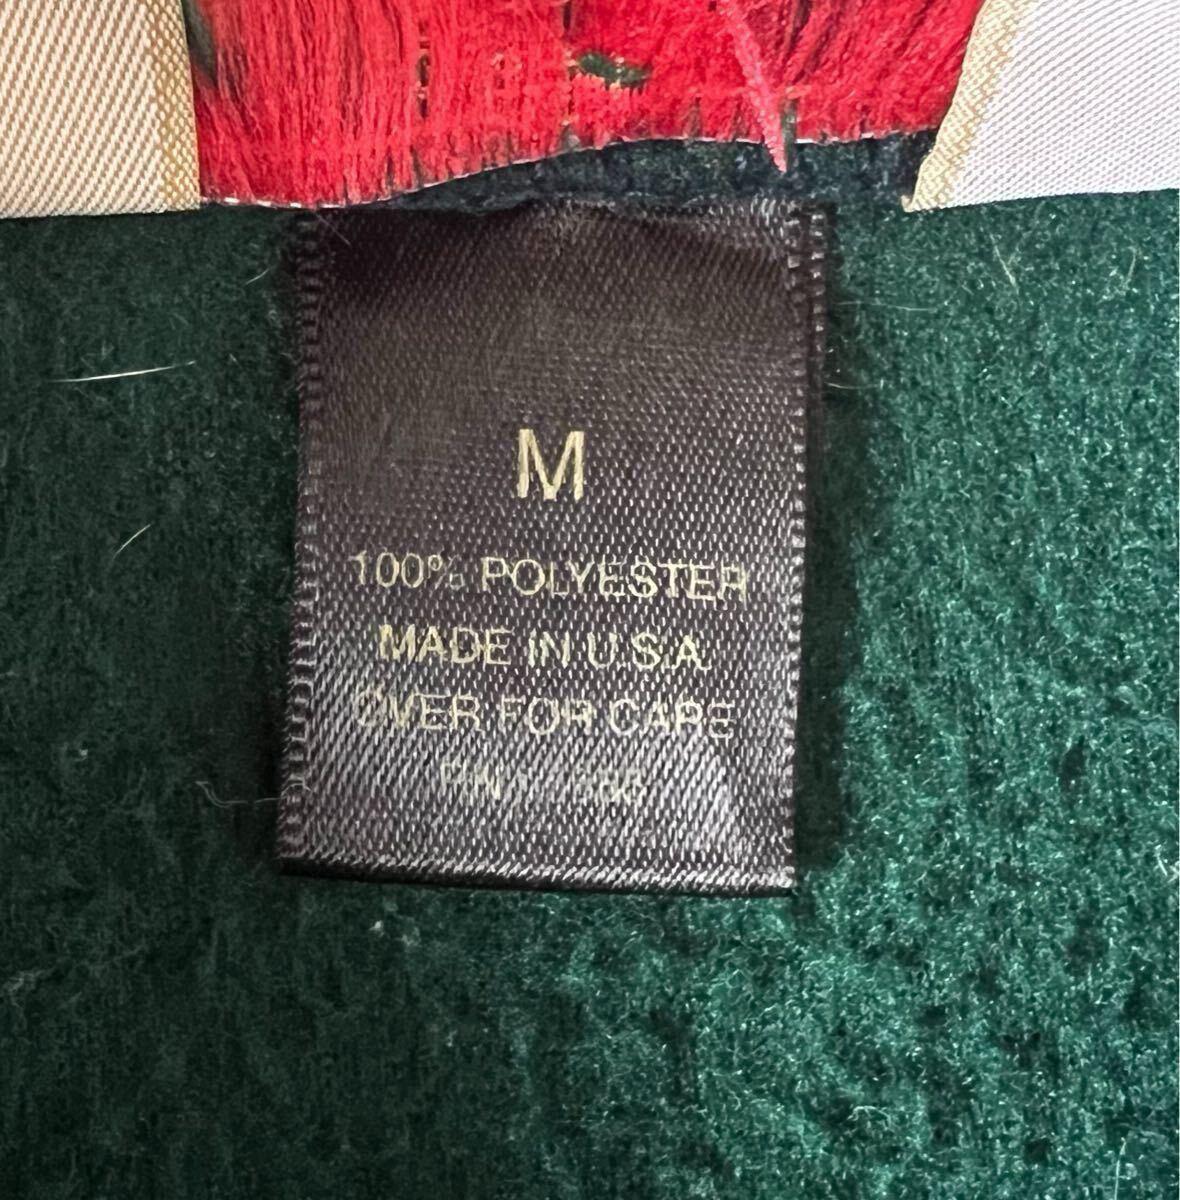 M
100% POLYESTER
MADE IN U.S.A
OVER FOR CARE